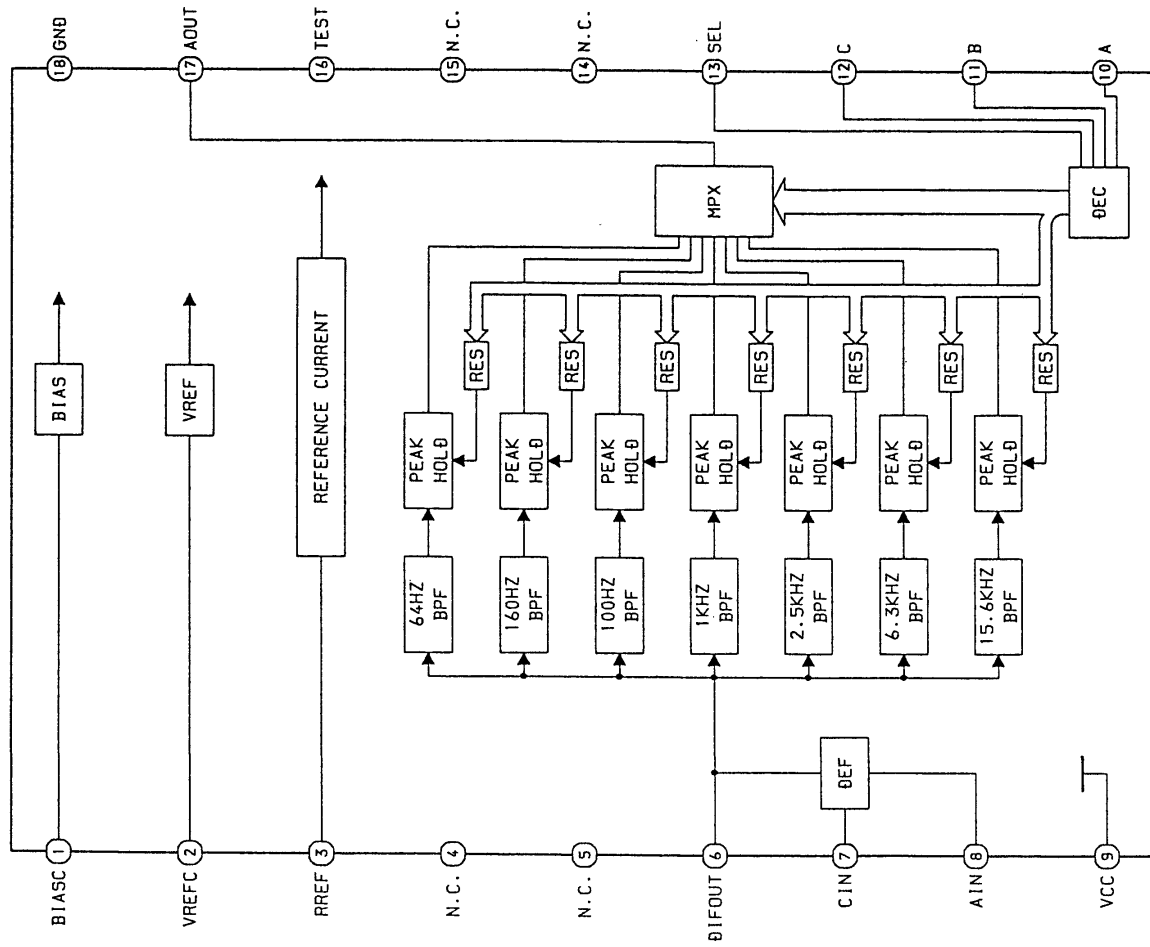 18 GND
17 AOUT
16 TEST
15 N.C.
14 N.C.
13 SEL
12 C
11 B
10 A
MPX
DEC
BIAS
VREF
REFERENCE CURRENT
RES
RES
RES
RES
RES
RES
RES
PEAK
HOLD
PEAK
HOLD
PEAK
HOLD
PEAK
HOLD
PEAK
HOLD
PEAK
HOLD
PEAK
HOLD
64HZ
BPF
160HZ
BPF
100HZ
BPF
1KHZ
BPF
2.5KHZ
BPF
6.3KHZ
BPF
15.6KHZ
BPF
DEF
BIASC 1
VREFC 2
RREF 3
N.C. 4
N.C. 5
DIFOUT 6
CIN 7
AIN 8
VCC 9